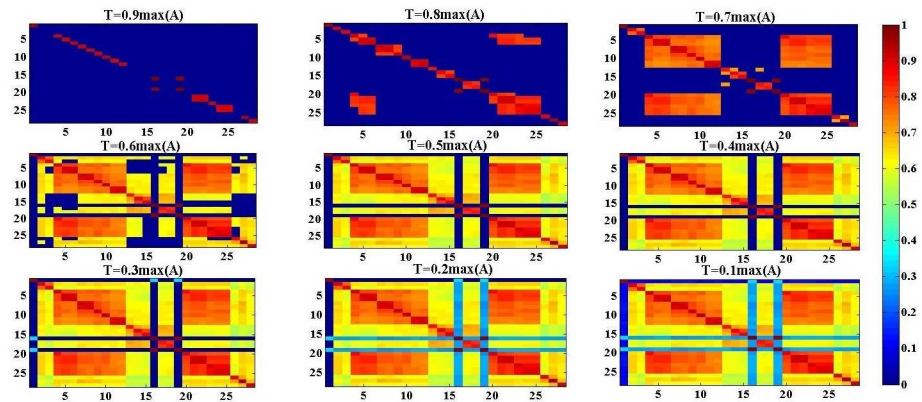 T=0.9max(A) T=0.8max(A) T=0.7max(A)
5 5 5 1
10 10 10 0.9
15 15 15
20 20 20 0.8
25 25 25
5 10 15 20 25 5 10 15 20 25 5 10 15 20 25 0.7
T=0.6max(A) T=0.5max(A) T=0.4max(A)
5 5 5 0.6
10 10 10
15 15 15 0.5
20 20 20 0.4
25 25 25
5 10 15 20 25 5 10 15 20 25 5 10 15 20 25
T=0.3max(A) T=0.2max(A) T=0.1max(A) 0.3
5 5 5
10 10 10 0.2
15 15 15
20 20 20 0.1
25 25 25 0
5 10 15 20 25 5 10 15 20 25 5 10 15 20 25